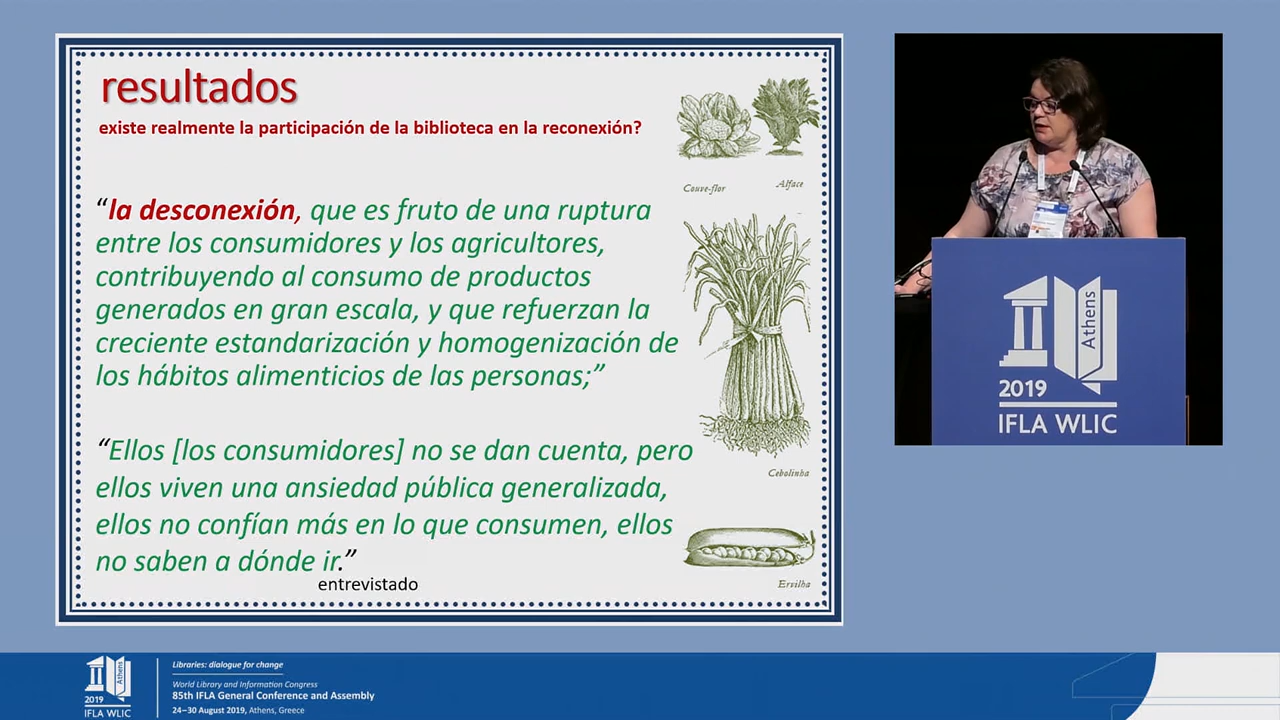 resultados
existe realmente la participación de la biblioteca en la reconexión?
“la desconexión, que es fruto de una ruptura
entre los consumidores y los agricultores,
contribuyendo al consumo de productos
generados en gran escala, y que refuerzan la
creciente estandarización y homogenización de
los hábitos alimenticios de las personas;”
“Ellos [los consumidores] no se dan cuenta, pero
ellos viven una ansiedad pública generalizada,
ellos no confían más en lo que consumen, ellos
no saben a dónde ir.”
entrevistado
Couve-flor
Alface
Cebolinha
Ervilha
Athens
2019
IFLA WLIC
Athens
2019
IFLA WLIC
Libraries: dialogue for change
World Library and Information Congress
85th IFLA General Conference and Assembly
24–30 August 2019, Athens, Greece